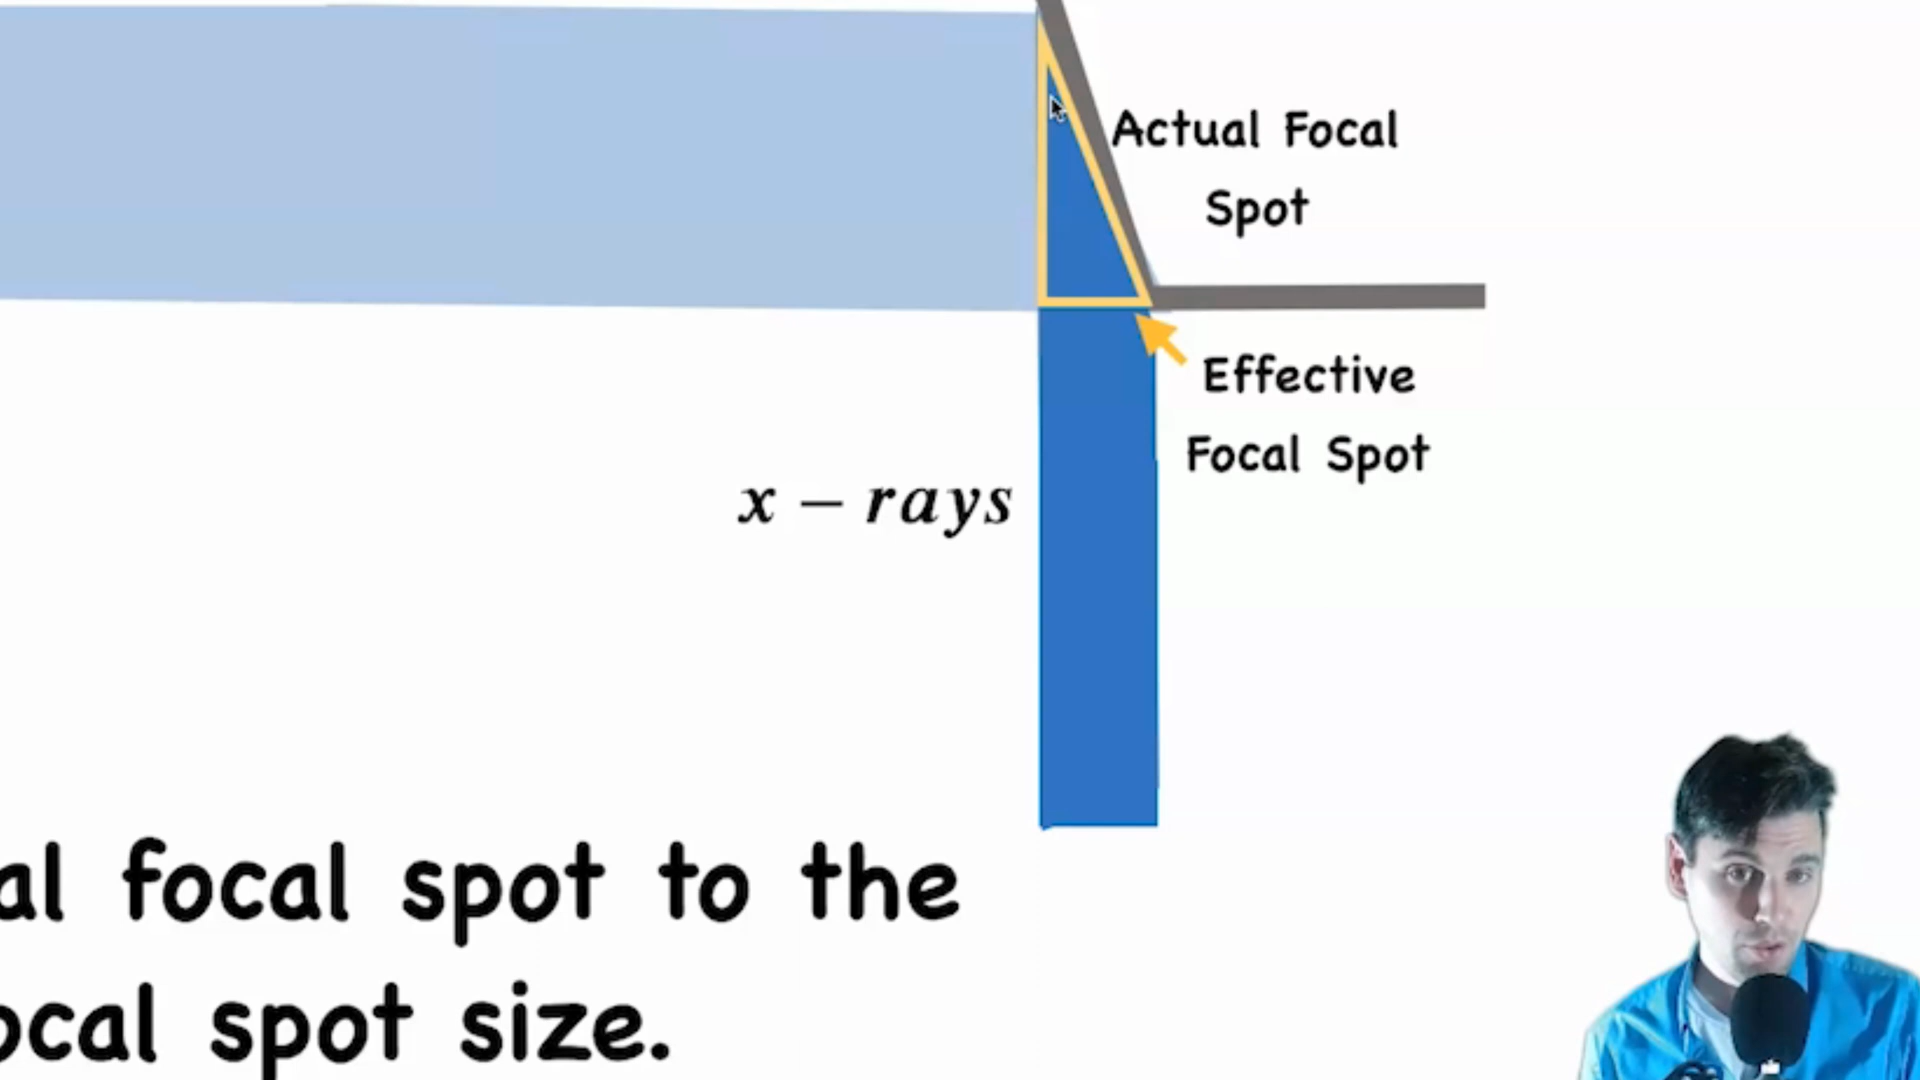 Actual Focal
Spot
Effective
Focal Spot
x – rays
al focal spot to the
ocal spot size.